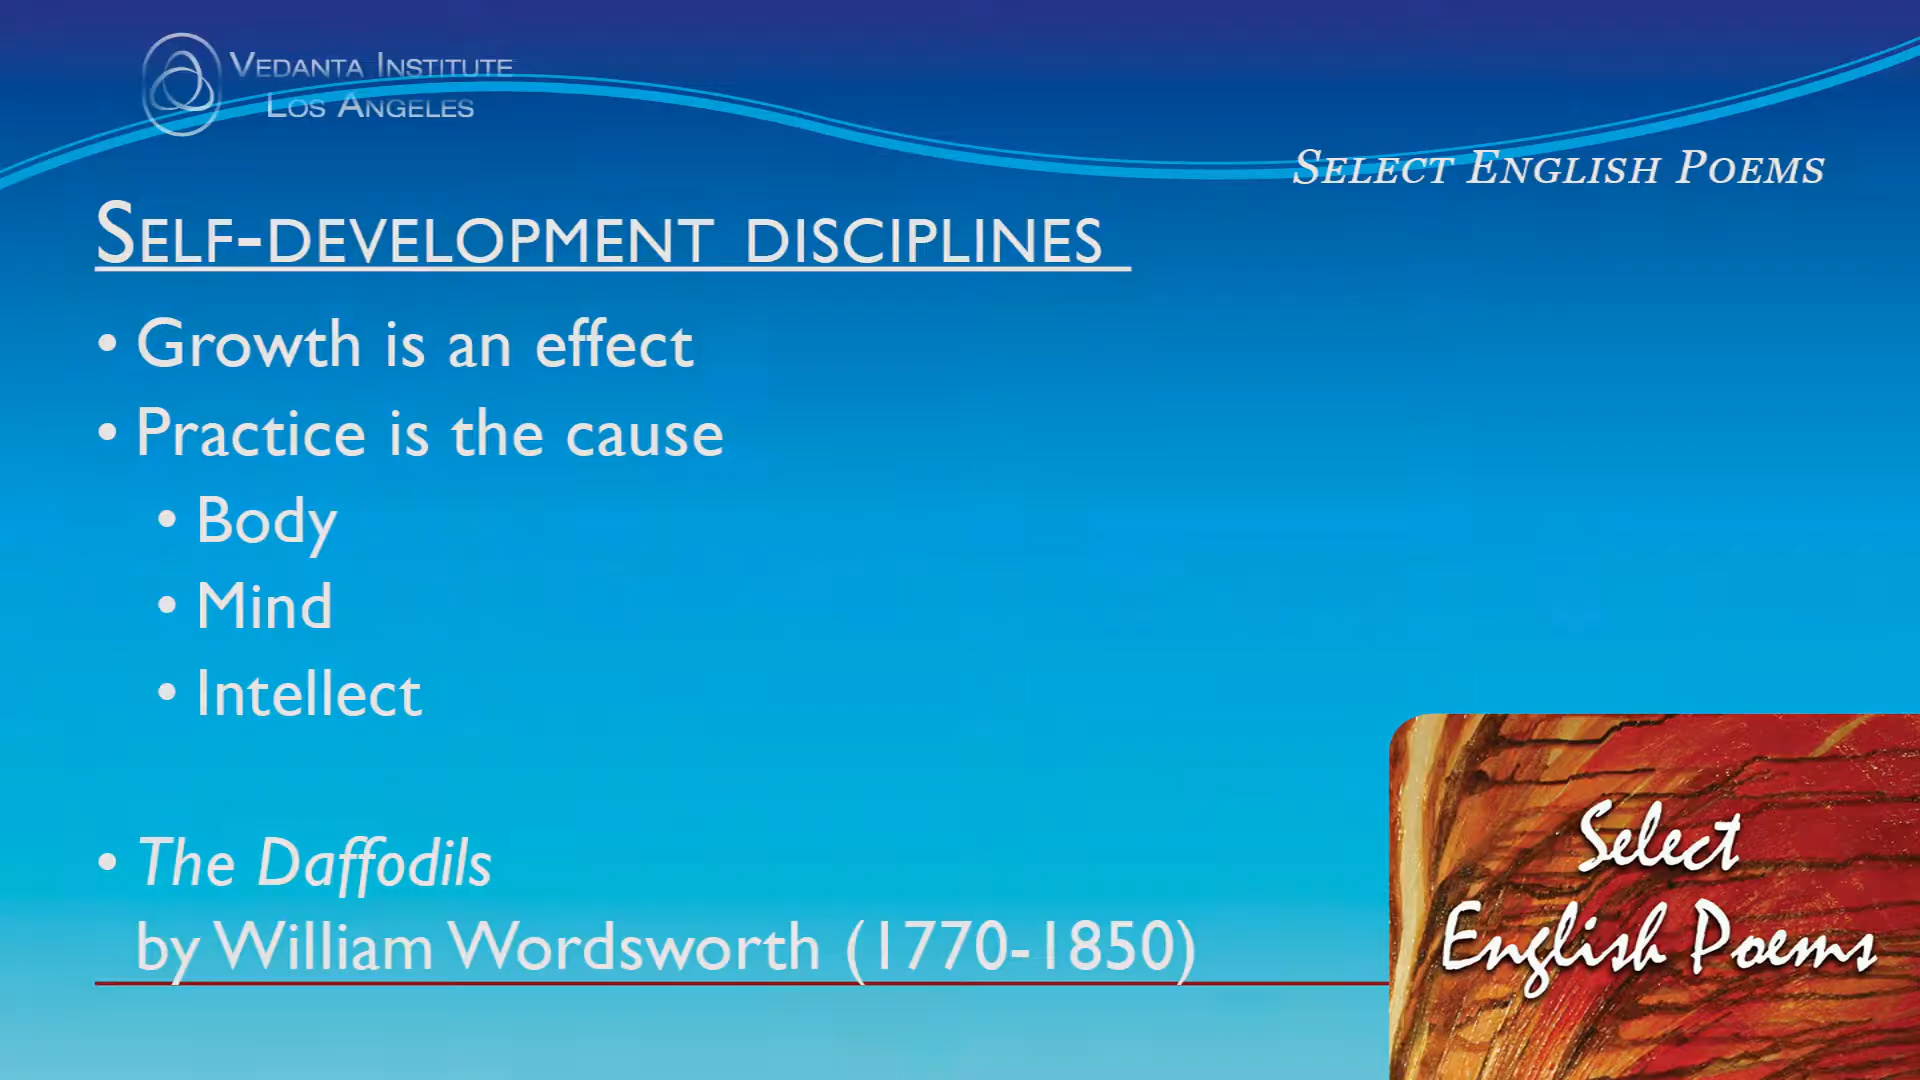 VEDANTA INSTITUTE
LOS ANGELES
SELECT ENGLISH POEMS
SELF-DEVELOPMENT DISCIPLINES
• Growth is an effect
• Practice is the cause
• Body
• Mind
• Intellect
• The Daffodils
by William Wordsworth (1770-1850)
Select
English Poems